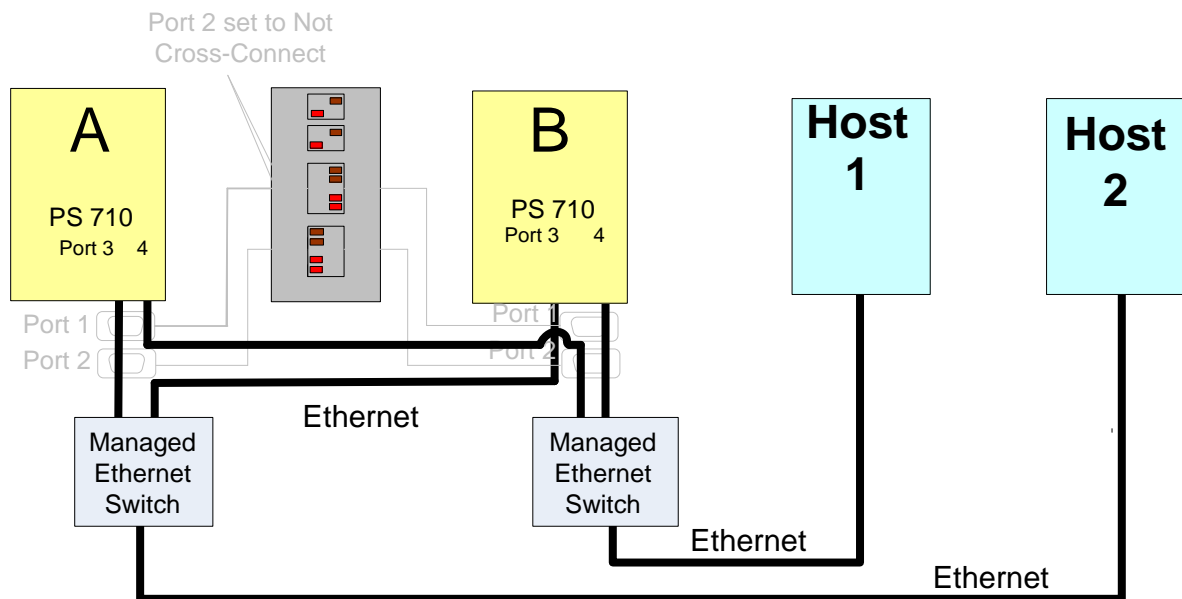 Port 2 set to Not
Cross-Connect
A
PS 710
Port 3 4
B
PS 710
Port 3 4
Host
1
Host
2
Port 1
Port 2
Port 1
Port 2
Ethernet
Managed
Ethernet
Switch
Managed
Ethernet
Switch
Ethernet
Ethernet